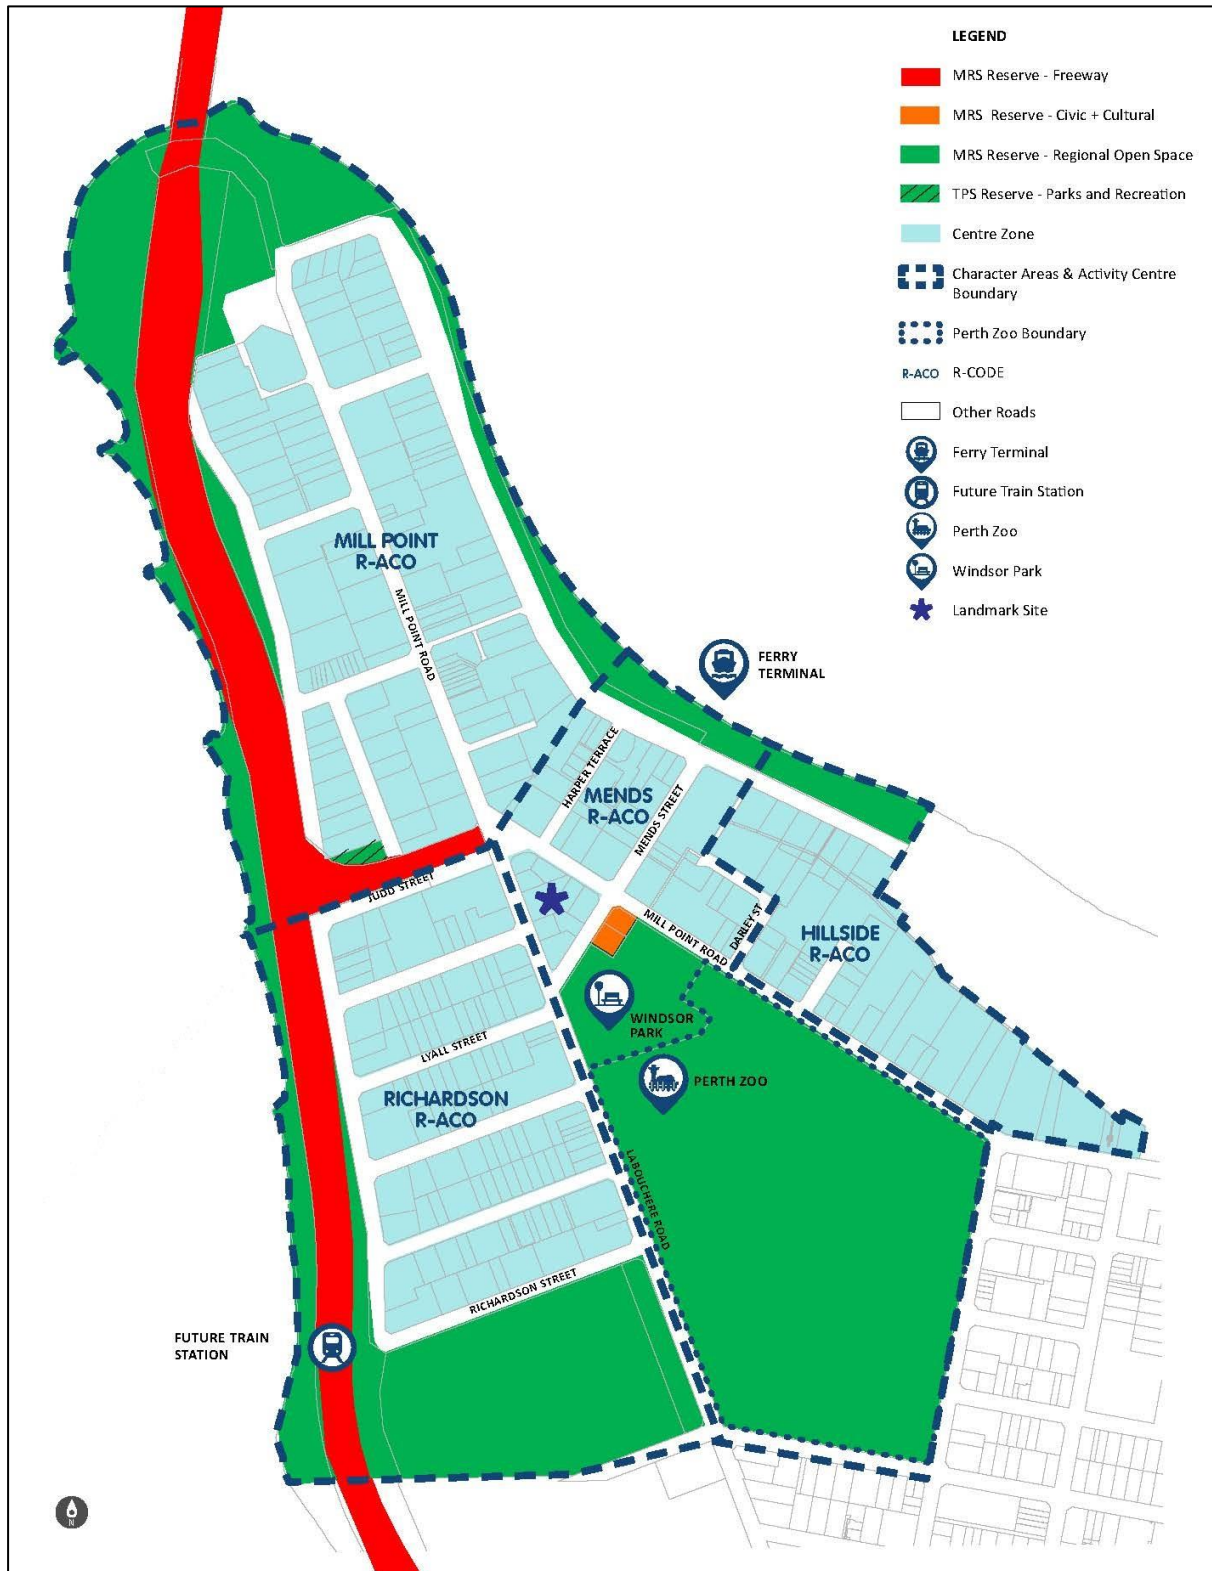 LEGEND
MRS Reserve - Freeway
MRS Reserve - Civic + Cultural
MRS Reserve - Regional Open Space
TPS Reserve - Parks and Recreation
Centre Zone
Character Areas & Activity Centre
Boundary
Perth Zoo Boundary
R-ACO R-CODE
Other Roads
Ferry Terminal
Future Train Station
Perth Zoo
Windsor Park
Landmark Site
MILL POINT
R-ACO
MILL POINT ROAD
FERRY
TERMINAL
HARPER TERRACE
MENDS
R-ACO
MENDS STREET
JUDD STREET
MILL POINT ROAD
DARLEY ST
HILLSIDE
R-ACO
WINDSOR
PARK
LYALL STREET
PERTH ZOO
RICHARDSON
R-ACO
LABOUCHERE ROAD
RICHARDSON STREET
FUTURE TRAIN
STATION
N